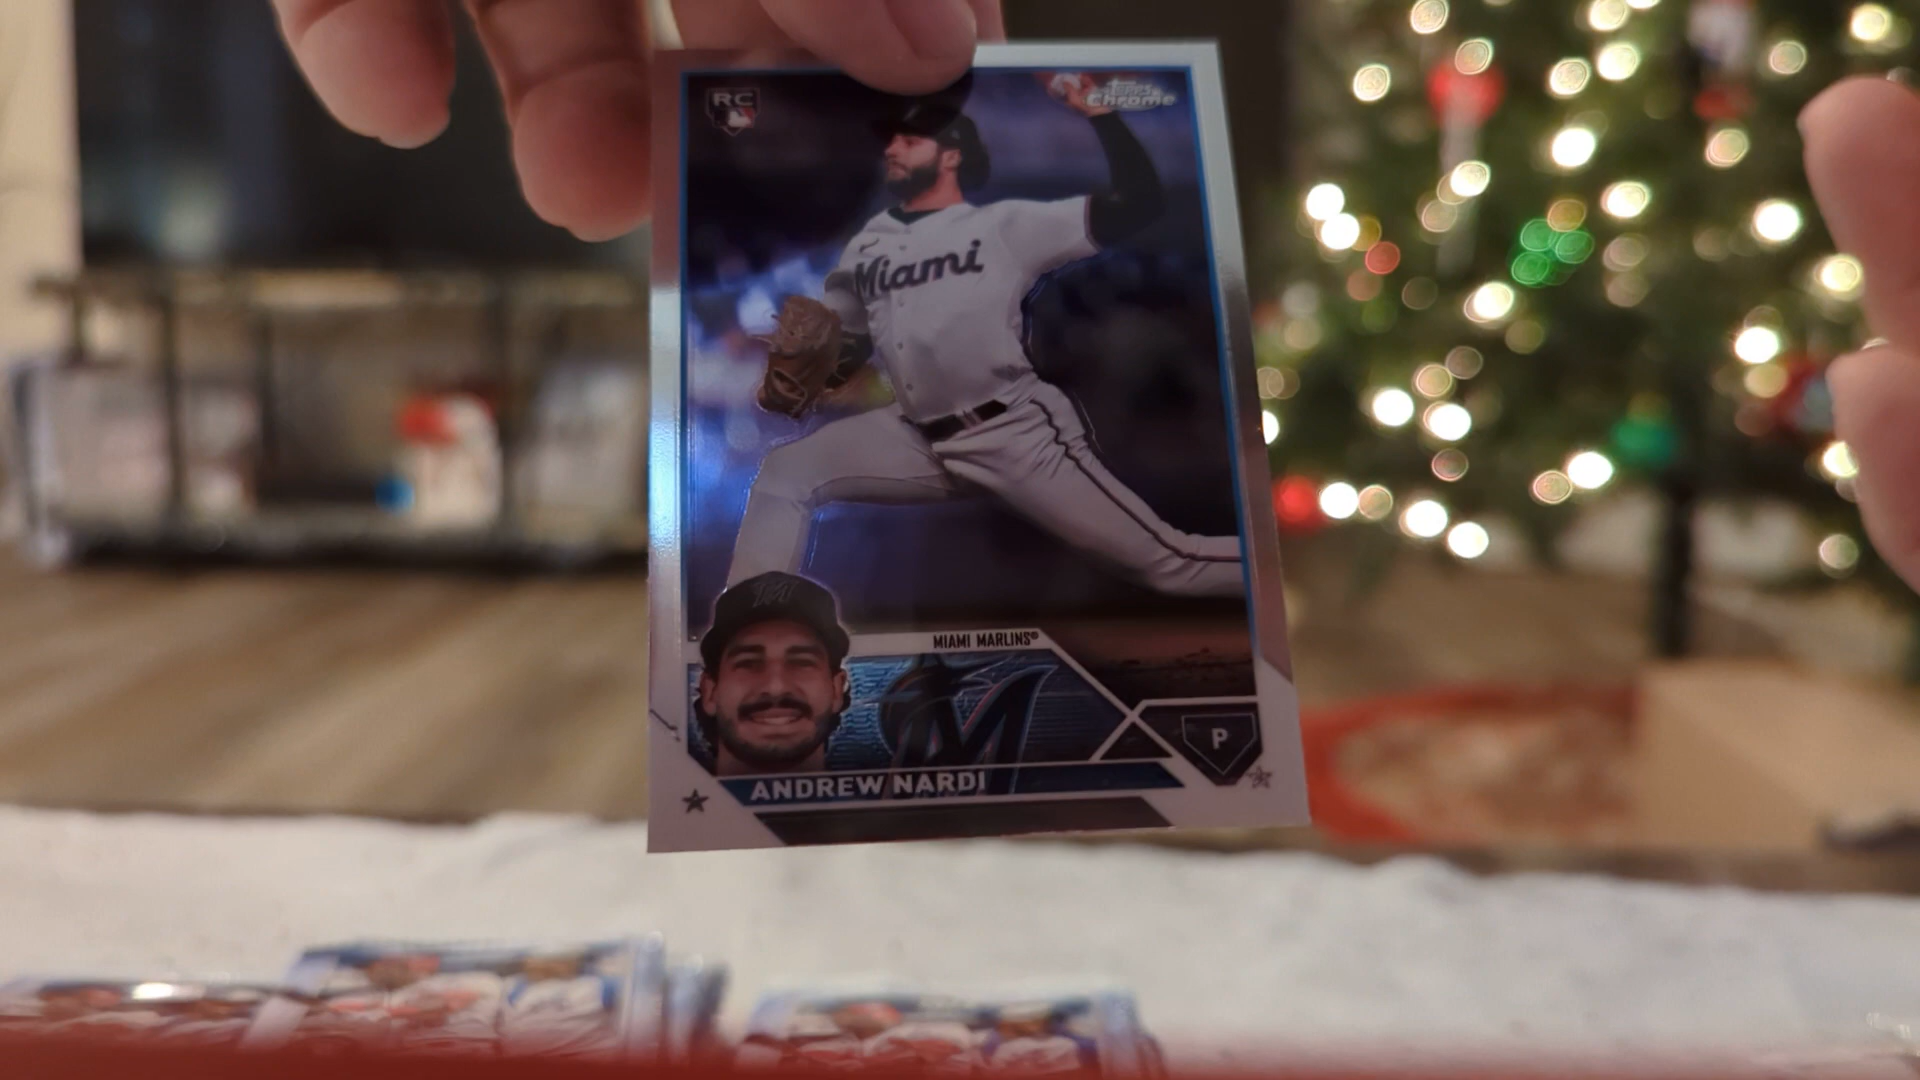 RC
TOPPS
Chrome
Miami
M
MIAMI MARLINS®
M
P
ANDREW NARDI